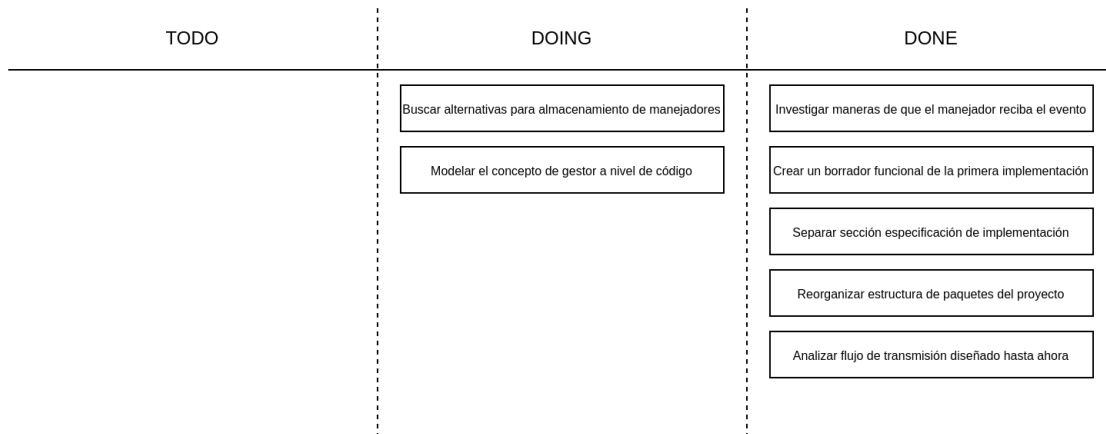 TODO
DOING
DONE
Buscar alternativas para almacenamiento de manejadores
Modelar el concepto de gestor a nivel de código
Investigar maneras de que el manejador reciba el evento
Crear un borrador funcional de la primera implementación
Separar sección especificación de implementación
Reorganizar estructura de paquetes del proyecto
Analizar flujo de transmisión diseñado hasta ahora